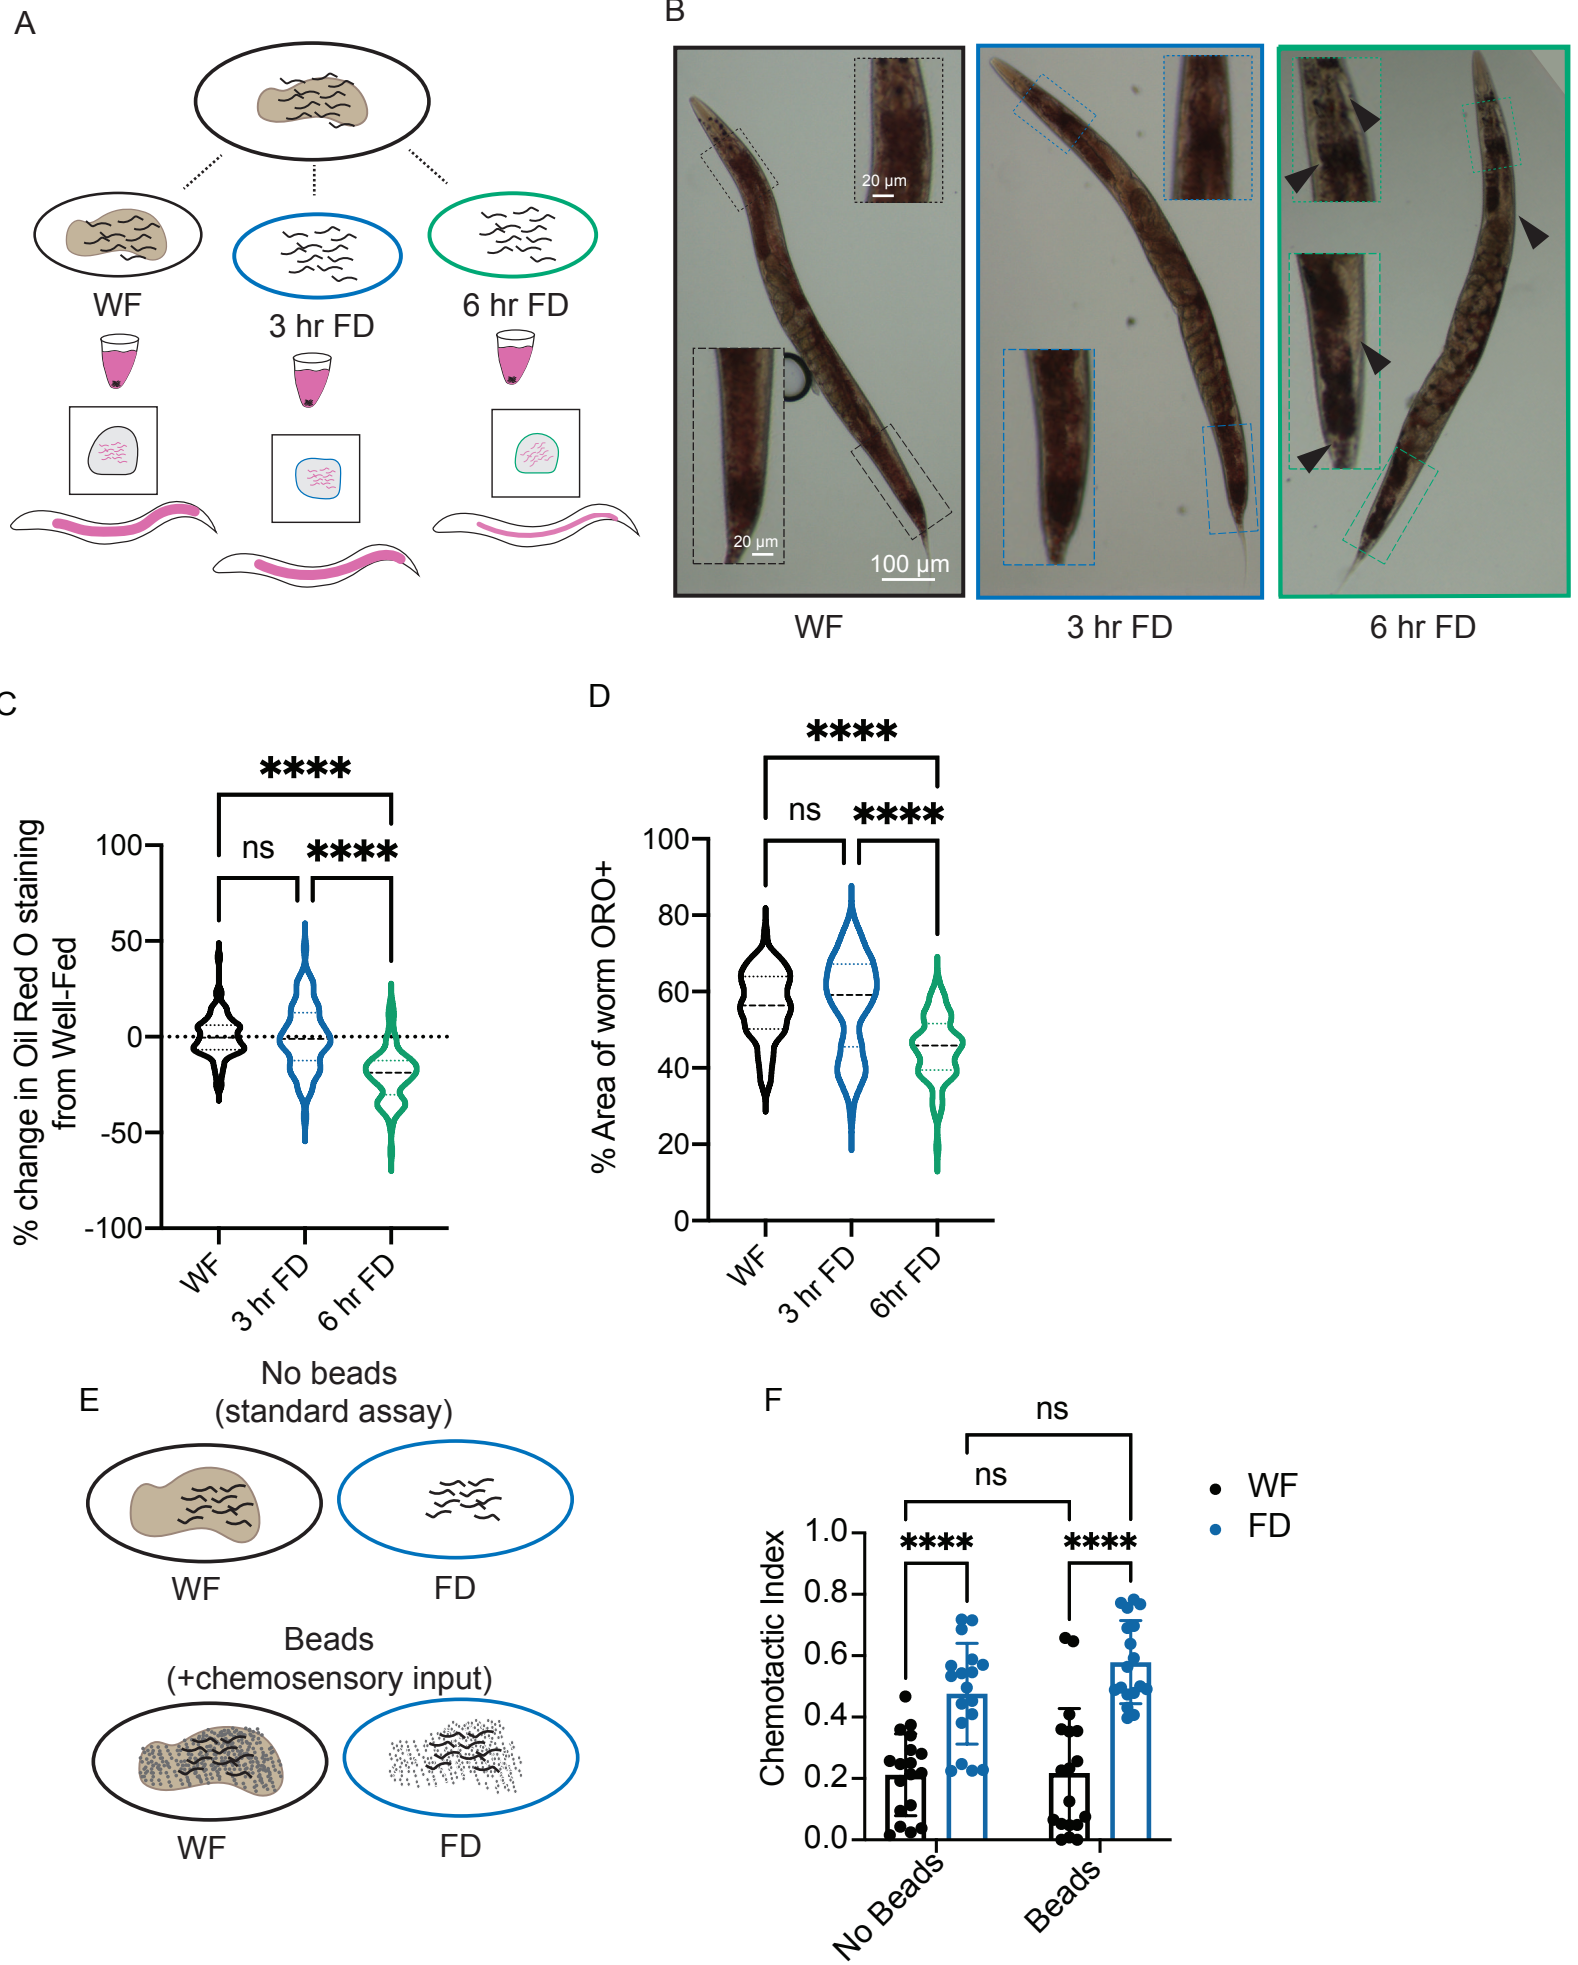 A
WF
3 hr FD
6 hr FD
B
20 µm
20 µm
100 µm
WF
3 hr FD
6 hr FD
C
% change in Oil Red O staining
from Well-Fed
****
ns
****
100
50
0
-50
-100
WF
3 hr FD
6 hr FD
D
% Area of worm ORO+
****
ns
****
100
80
60
40
20
0
WF
3 hr FD
6hr FD
E
No beads
(standard assay)
WF
FD
Beads
(+chemosensory input)
WF
FD
F
Chemotactic Index
ns
ns
****
****
1.0
0.8
0.6
0.4
0.2
0.0
No Beads
Beads
WF
FD